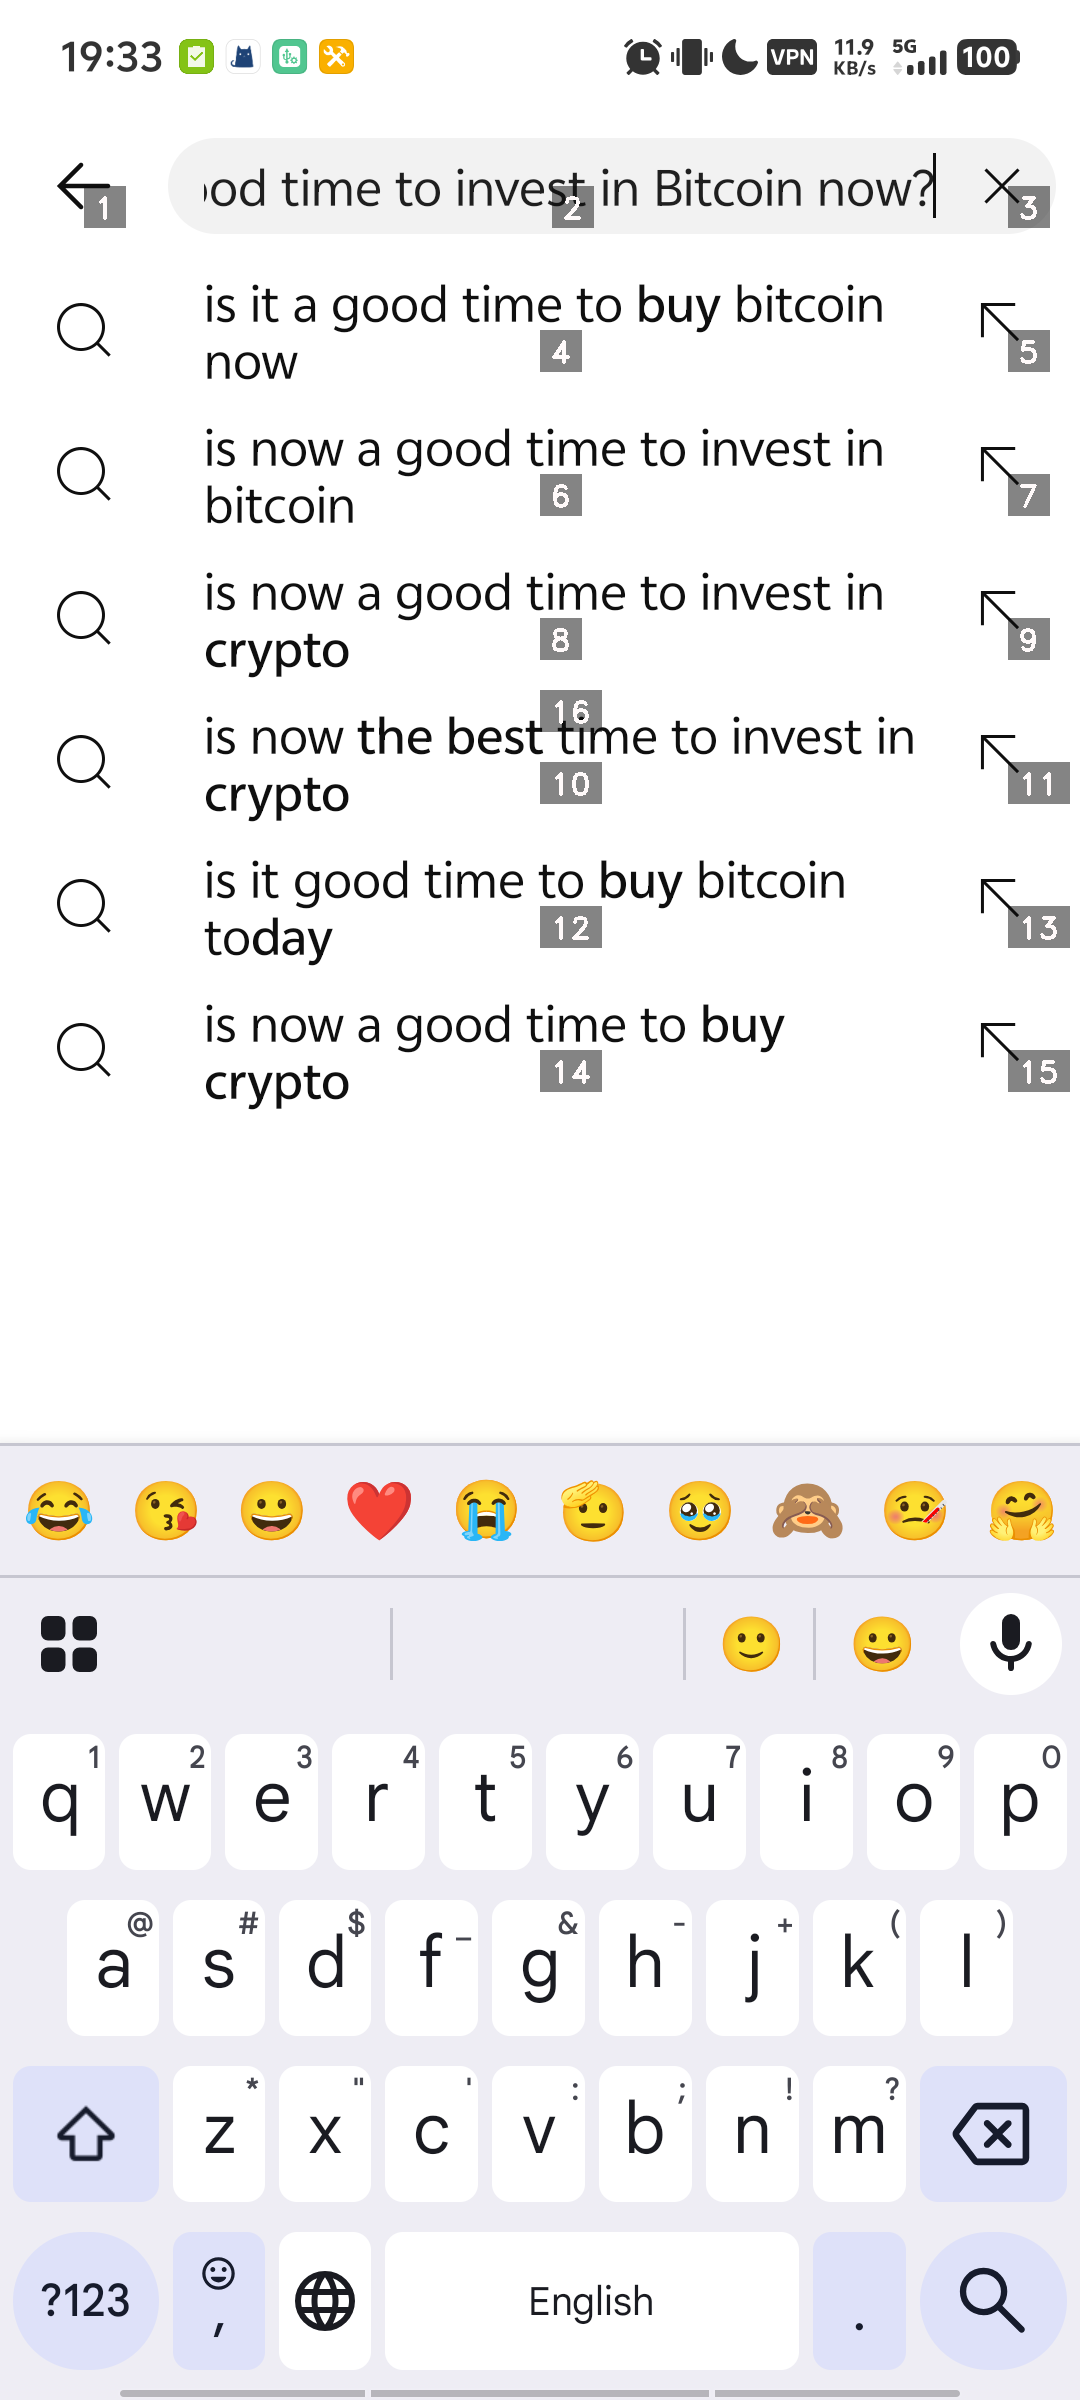 19:33 VPN 11.9 KB/s 5G 100
ood time to invest in Bitcoin now?
1 2 3
is it a good time to buy bitcoin
now
4 5
is now a good time to invest in
bitcoin
6 7
is now a good time to invest in
crypto
8 9
16
is now the best time to invest in
crypto
10 11
is it good time to buy bitcoin
today
12 13
is now a good time to buy
crypto
14 15
1 2 3 4 5 6 7 8 9 0
q w e r t y u i o p
@ # $ _ & - + ( )
a s d f g h j k l
* " ' : ; ! ?
z x c v b n m
?123 , English .